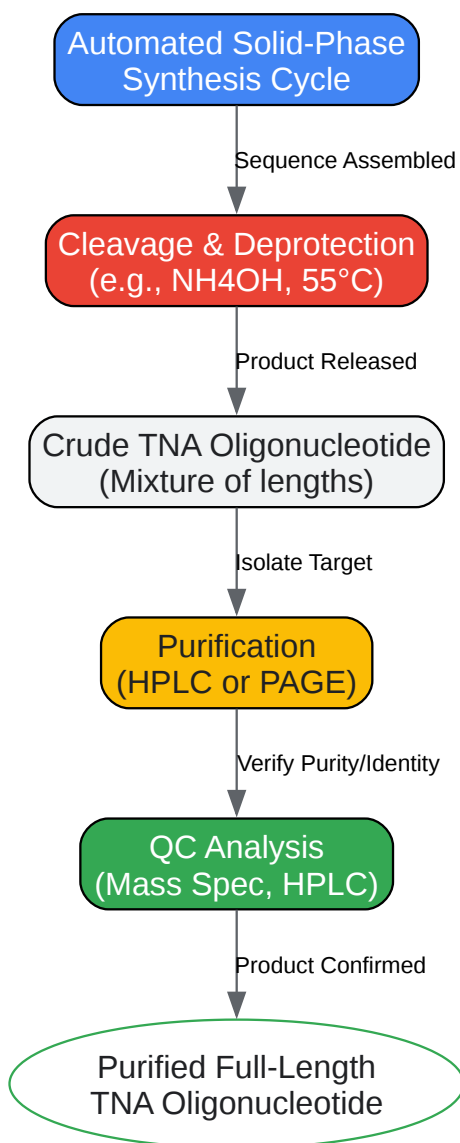 Automated Solid-Phase
Synthesis Cycle
Sequence Assembled
Cleavage & Deprotection
(e.g., NH4OH, 55°C)
Product Released
Crude TNA Oligonucleotide
(Mixture of lengths)
Isolate Target
Purification
(HPLC or PAGE)
Verify Purity/Identity
QC Analysis
(Mass Spec, HPLC)
Product Confirmed
Purified Full-Length
TNA Oligonucleotide